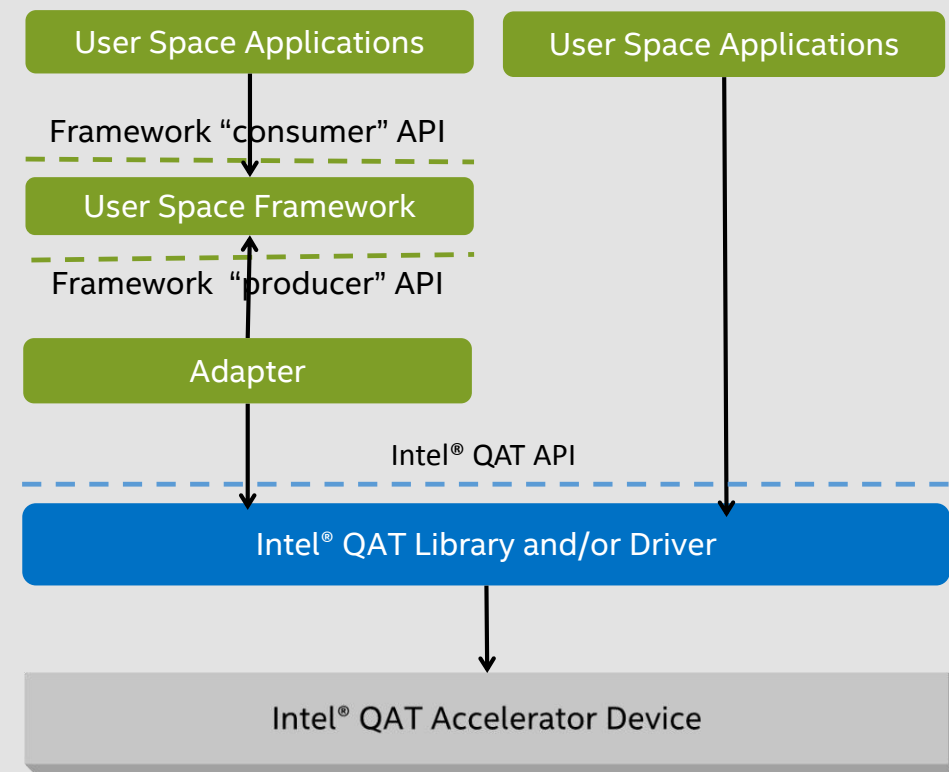 User Space Applications
User Space Applications
Framework “consumer” API
User Space Framework
Framework “producer” API
Adapter
Intel® QAT API
Intel® QAT Library and/or Driver
Intel® QAT Accelerator Device